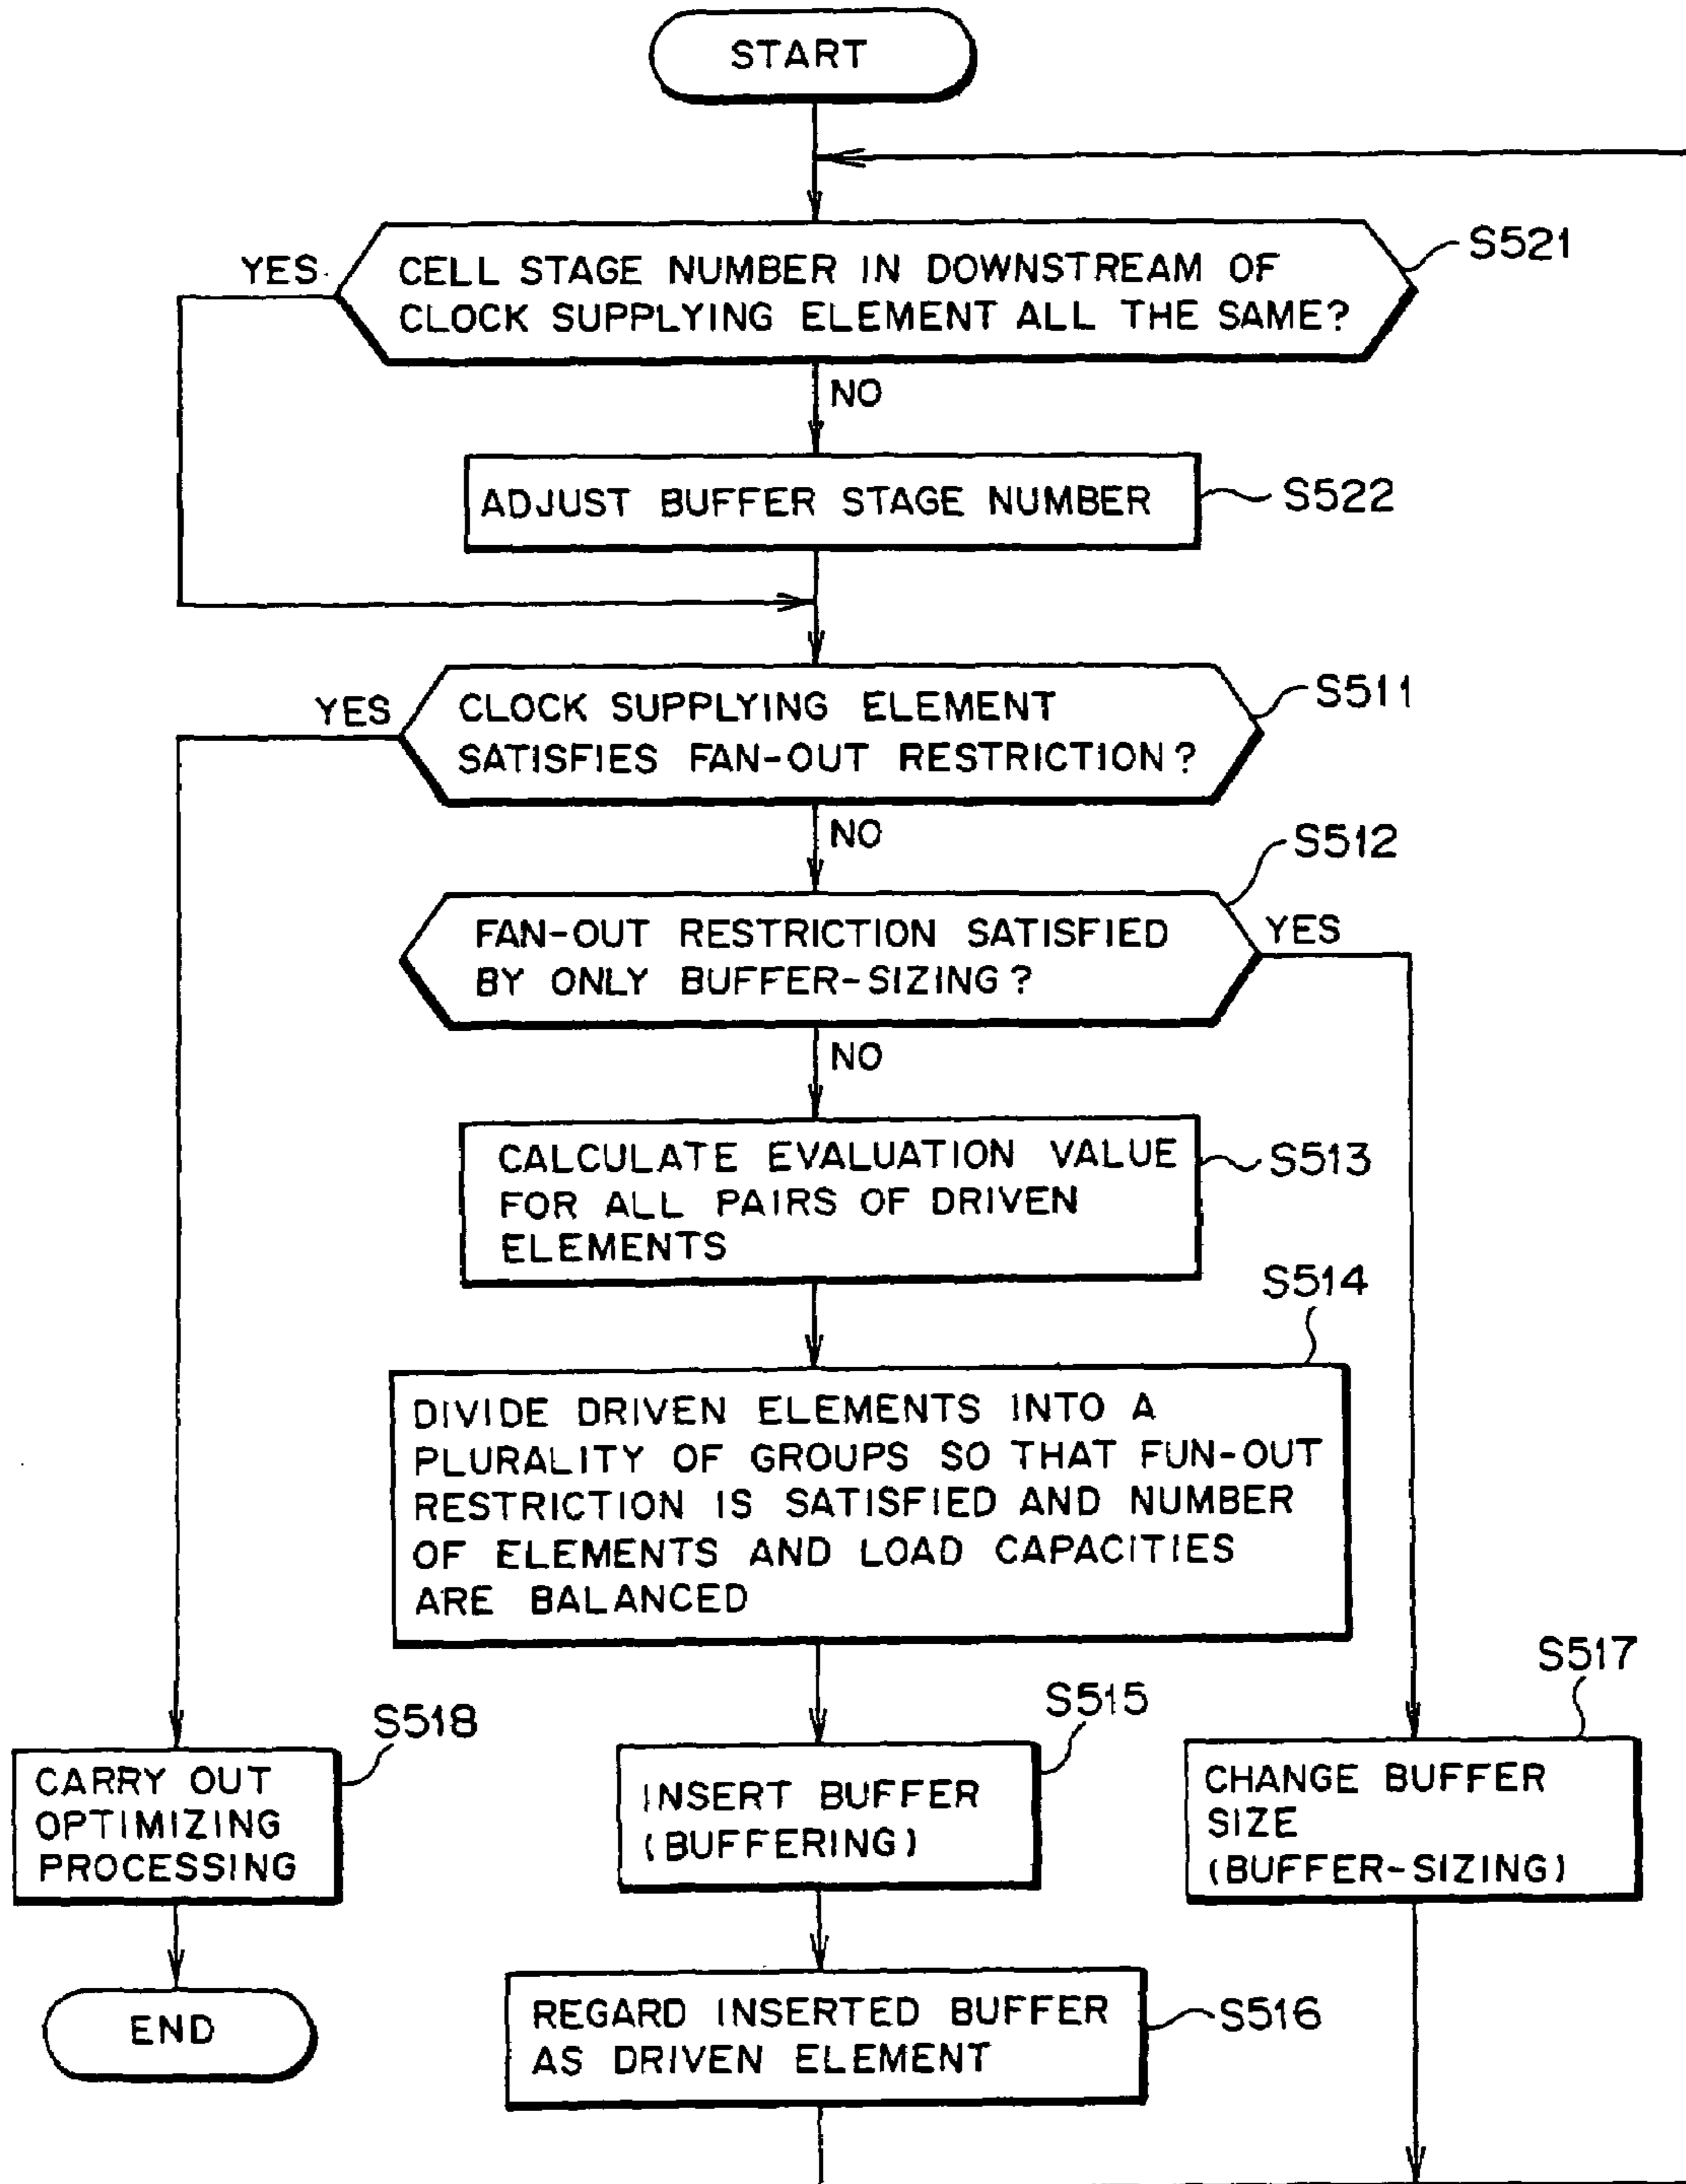 START
YES
CELL STAGE NUMBER IN DOWNSTREAM OF
CLOCK SUPPLYING ELEMENT ALL THE SAME?
S521
NO
ADJUST BUFFER STAGE NUMBER
S522
YES
CLOCK SUPPLYING ELEMENT
SATISFIES FAN-OUT RESTRICTION?
S511
NO
S512
FAN-OUT RESTRICTION SATISFIED
BY ONLY BUFFER-SIZING?
YES
NO
CALCULATE EVALUATION VALUE
FOR ALL PAIRS OF DRIVEN
ELEMENTS
S513
S514
DIVIDE DRIVEN ELEMENTS INTO A
PLURALITY OF GROUPS SO THAT FUN-OUT
RESTRICTION IS SATISFIED AND NUMBER
OF ELEMENTS AND LOAD CAPACITIES
ARE BALANCED
S518
CARRY OUT
OPTIMIZING
PROCESSING
S515
INSERT BUFFER
(BUFFERING)
S517
CHANGE BUFFER
SIZE
(BUFFER-SIZING)
END
REGARD INSERTED BUFFER
AS DRIVEN ELEMENT
S516